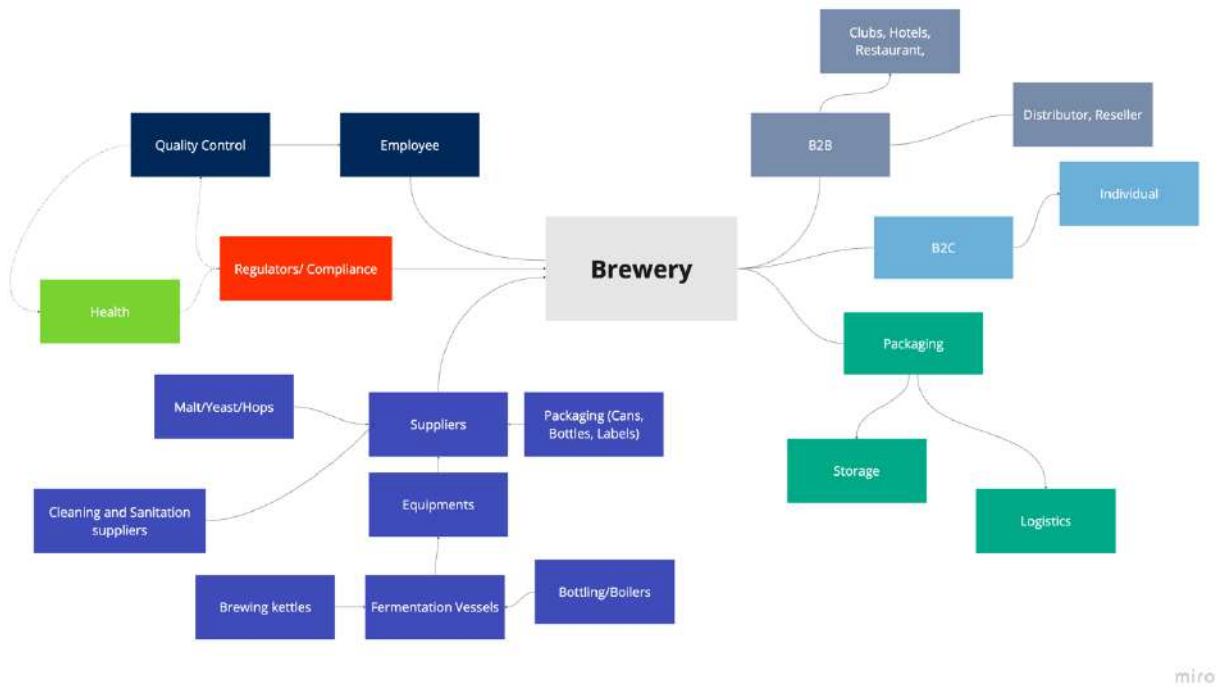 Clubs, Hotels,
Restaurant,
Quality Control
Employee
B2B
Distributor, Reseller
Individual
B2C
Regulators/ Compliance
Brewery
Health
Packaging
Malt/Yeast/Hops
Suppliers
Packaging (Cans,
Bottles, Labels)
Storage
Cleaning and Sanitation
suppliers
Equipments
Logistics
Brewing kettles
Fermentation Vessels
Bottling/Boilers
miro